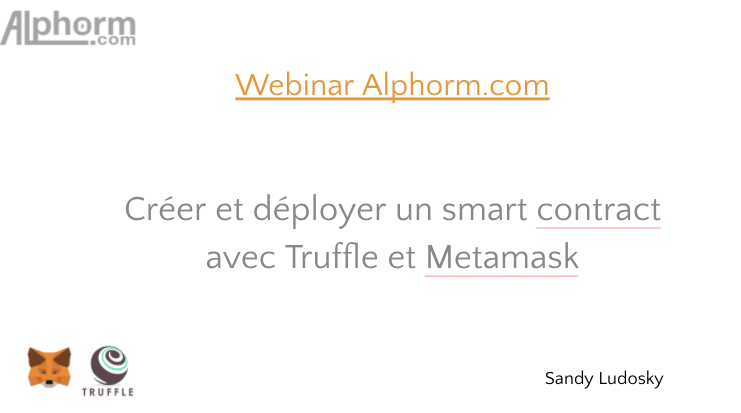 Alphorm
.com
Webinar Alphorm.com
Créer et déployer un smart contract
avec Truffle et Metamask
TRUFFLE
Sandy Ludosky